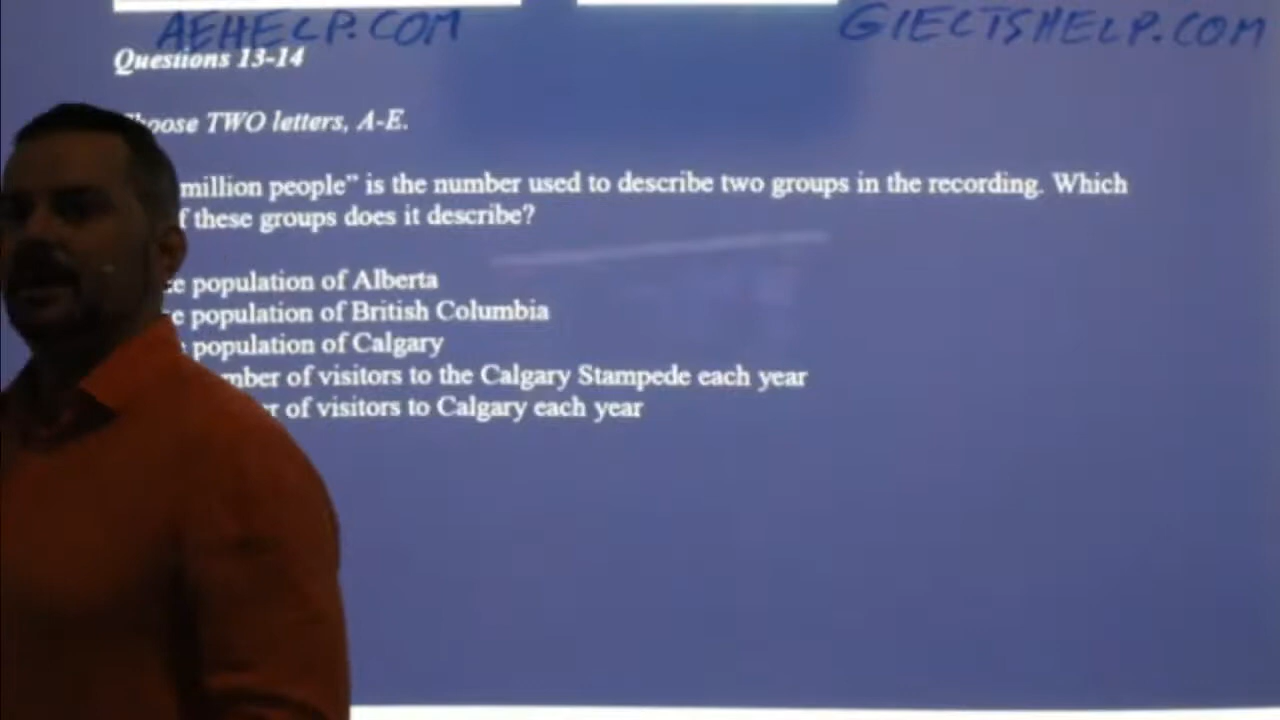 AEHELP.COM GIELTSHELP.COM
Questions 13-14
Choose TWO letters, A-E.
million people” is the number used to describe two groups in the recording. Which
f these groups does it describe?
population of Alberta
population of British Columbia
population of Calgary
mber of visitors to the Calgary Stampede each year
r of visitors to Calgary each year